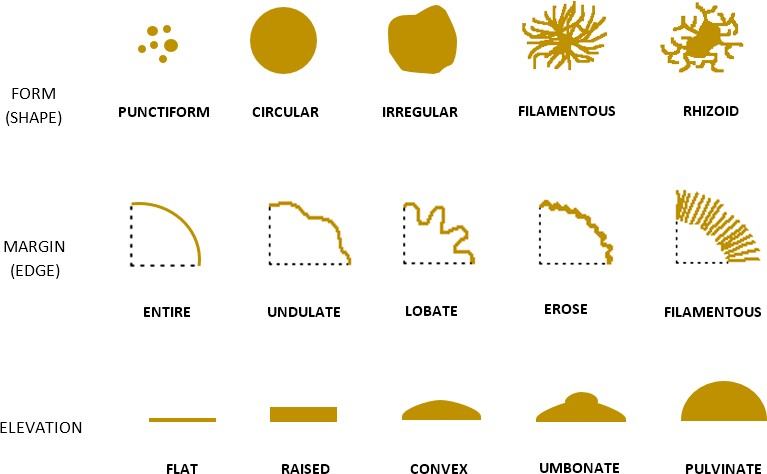 FORM
(SHAPE)
PUNCTIFORM CIRCULAR IRREGULAR FILAMENTOUS RHIZOID
MARGIN
(EDGE)
ENTIRE UNDULATE LOBATE EROSE FILAMENTOUS
ELEVATION
FLAT RAISED CONVEX UMBONATE PULVINATE